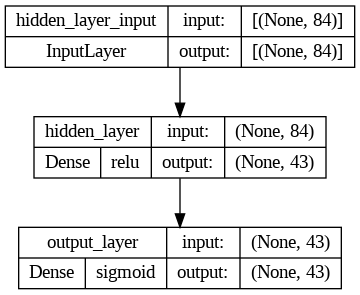 hidden_layer_input input: [(None, 84)]
InputLayer output: [(None, 84)]
hidden_layer input: (None, 84)
Dense relu output: (None, 43)
output_layer input: (None, 43)
Dense sigmoid output: (None, 43)